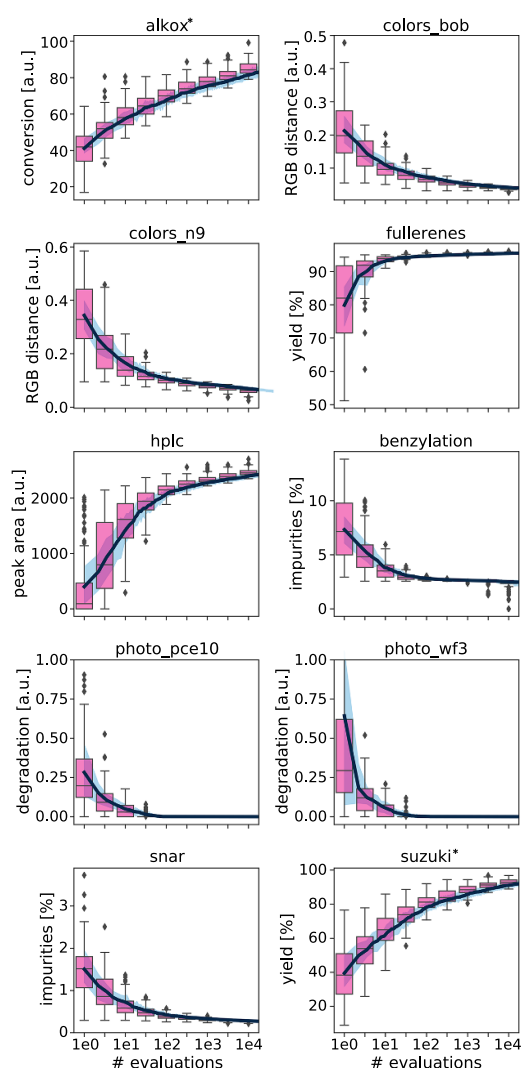 alkox*
conversion [a.u.]
100
80
60
40
20
colors_bob
RGB distance [a.u.]
0.5
0.4
0.3
0.2
0.1
colors_n9
RGB distance [a.u.]
0.6
0.4
0.2
0.0
fullerenes
yield [%]
90
80
70
60
50
hplc
peak area [a.u.]
2000
1000
0
benzylation
impurities [%]
10
5
0
photo_pce10
degradation [a.u.]
1.00
0.75
0.50
0.25
0.00
photo_wf3
degradation [a.u.]
1.00
0.75
0.50
0.25
0.00
snar
impurities [%]
3
2
1
0
1e0 1e1 1e2 1e3 1e4
# evaluations
suzuki*
yield [%]
100
80
60
40
20
1e0 1e1 1e2 1e3 1e4
# evaluations